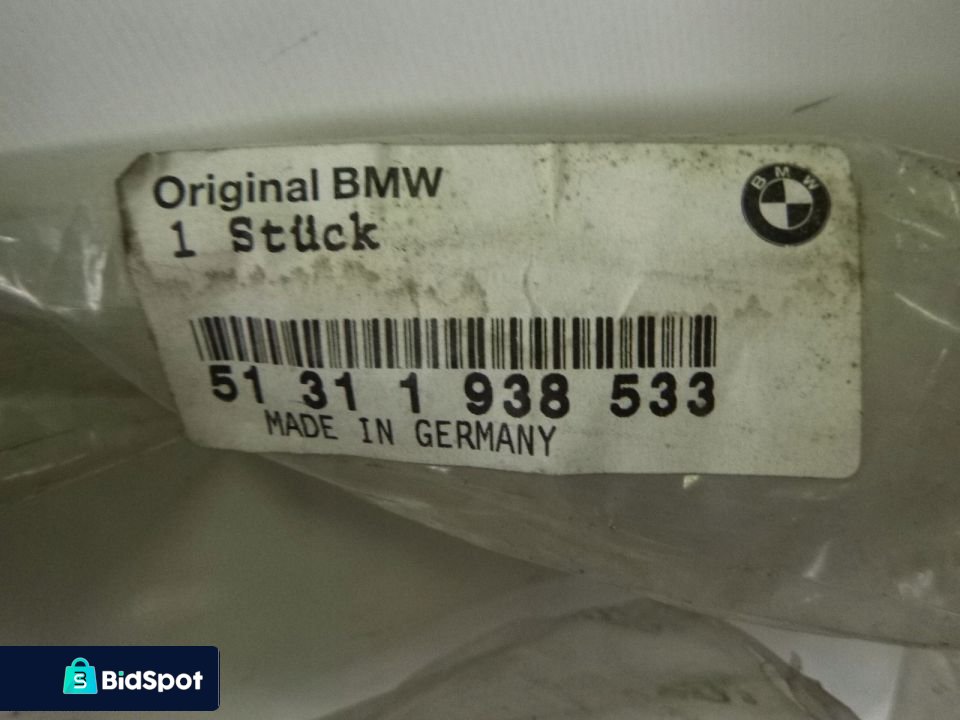 Original BMW
BMW
1 Stück
51 31 1 938 533
MADE IN GERMANY
S
BidSpot